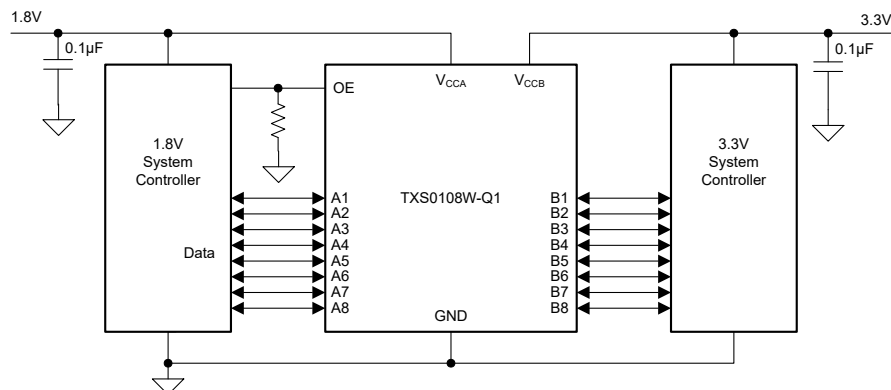 1.8V
3.3V
0.1µF
0.1µF
OE
VCCA
VCCB
1.8V
System
Controller
3.3V
System
Controller
TXS0108W-Q1
Data
A1
A2
A3
A4
A5
A6
A7
A8
B1
B2
B3
B4
B5
B6
B7
B8
GND